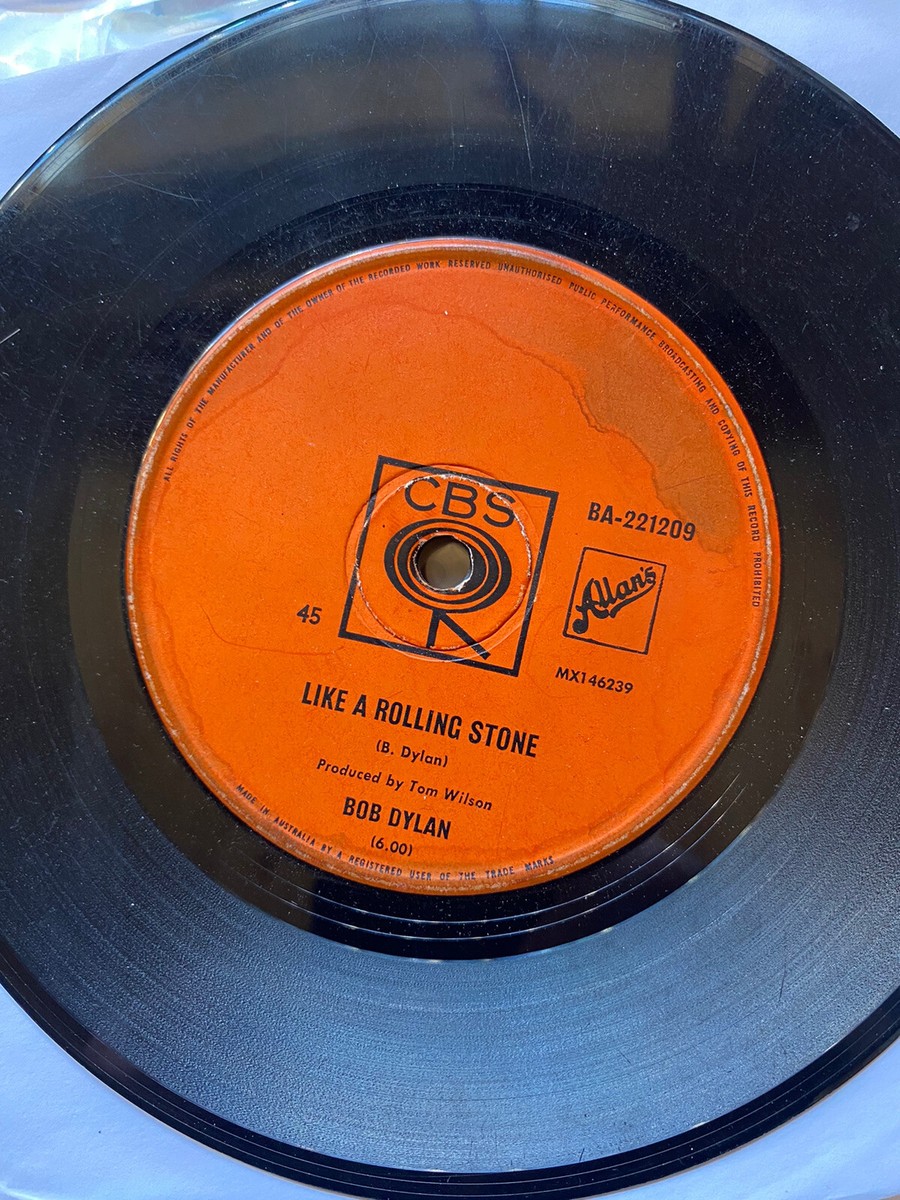 ALL RIGHTS OF THE MANUFACTURER AND OF THE OWNER OF THE RECORDED WORK RESERVED UNAUTHORISED PUBLIC PERFORMANCE BROADCASTING AND COPYING OF THIS RECORD PROHIBITED
CBS
BA-221209
Allan's
45
MX146239
LIKE A ROLLING STONE
(B. Dylan)
Produced by Tom Wilson
BOB DYLAN
(6.00)
MADE IN AUSTRALIA BY A REGISTERED USER OF THE TRADE MARKS